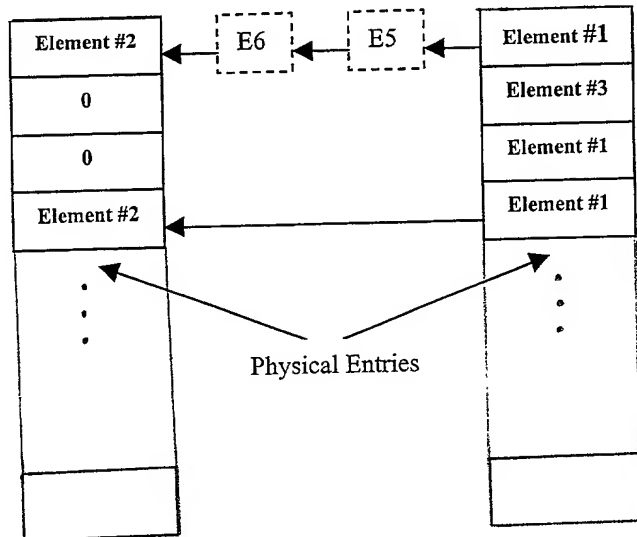 Element #2 E6 E5 Element #1
0 Element #3
0 Element #1
Element #2 Element #1
Physical Entries